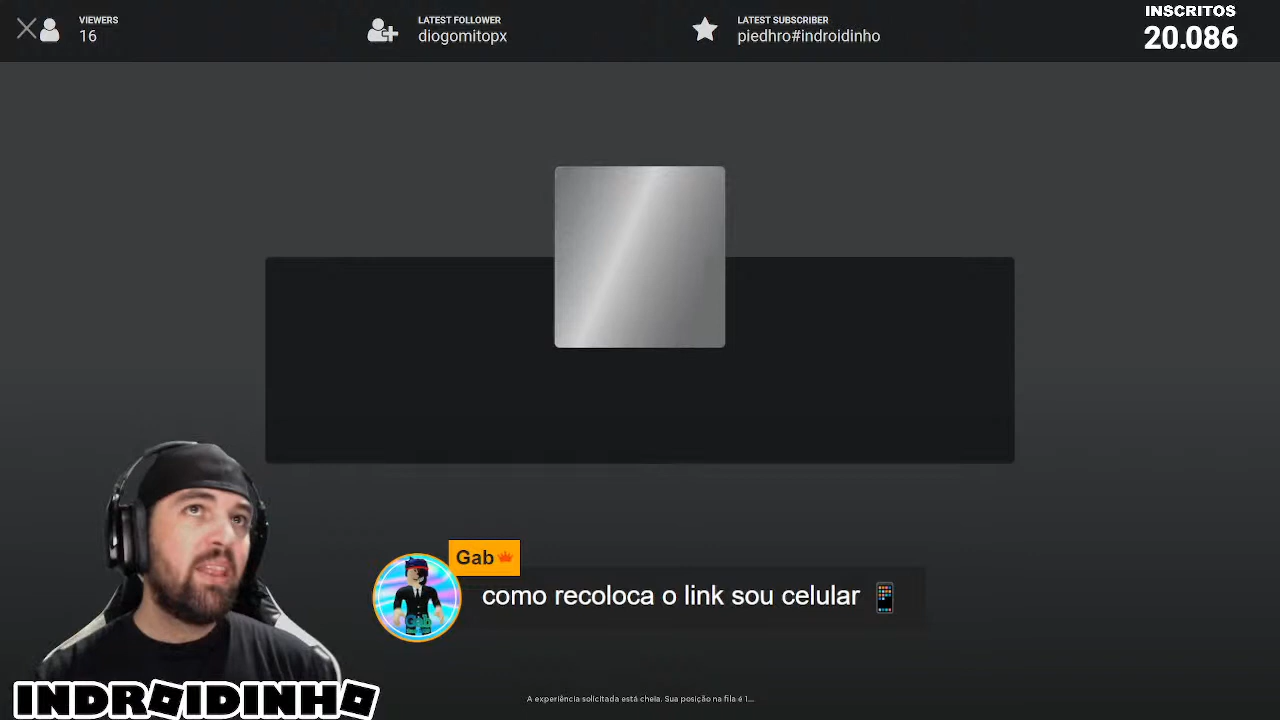 VIEWERS
16
LATEST FOLLOWER
diogomitopx
LATEST SUBSCRIBER
piedhro#indroidinho
INSCRITOS
20.086
Gab
como recoloca o link sou celular 📱
Gab
INDROIDINHO
A experiência solicitada está cheia. Sua posição na fila é 1...